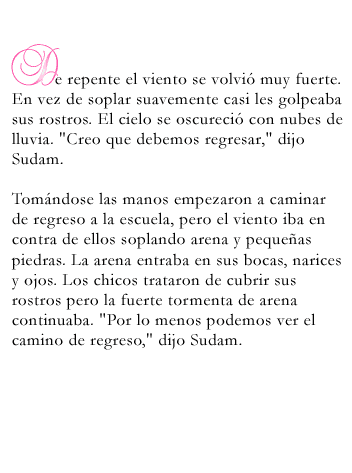 De repente el viento se volvió muy fuerte.
En vez de soplar suavemente casi les golpeaba
sus rostros. El cielo se oscureció con nubes de
lluvia. "Creo que debemos regresar," dijo
Sudam.
Tomándose las manos empezaron a caminar
de regreso a la escuela, pero el viento iba en
contra de ellos soplando arena y pequeñas
piedras. La arena entraba en sus bocas, narices
y ojos. Los chicos trataron de cubrir sus
rostros pero la fuerte tormenta de arena
continuaba. "Por lo menos podemos ver el
camino de regreso," dijo Sudam.